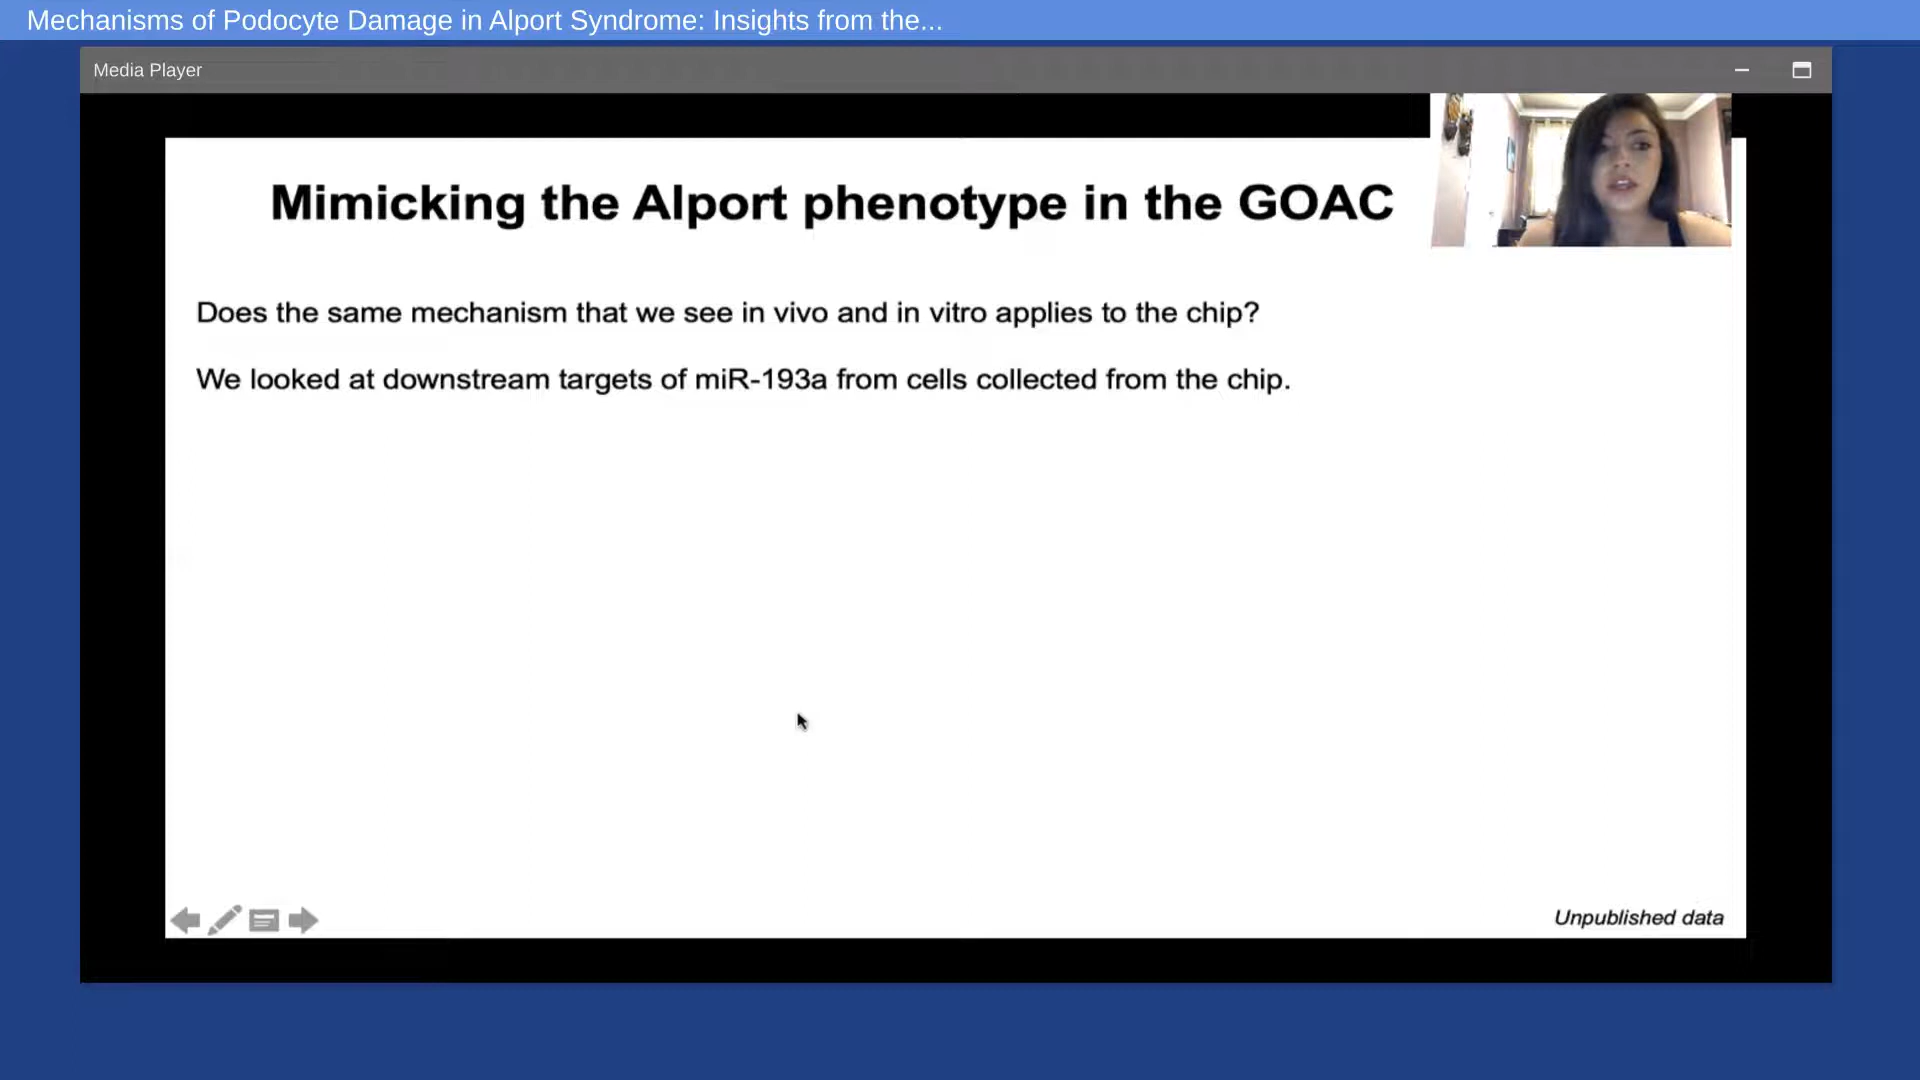 Mechanisms of Podocyte Damage in Alport Syndrome: Insights from the...
Media Player
Mimicking the Alport phenotype in the GOAC
Does the same mechanism that we see in vivo and in vitro applies to the chip?
We looked at downstream targets of miR-193a from cells collected from the chip.
Unpublished data